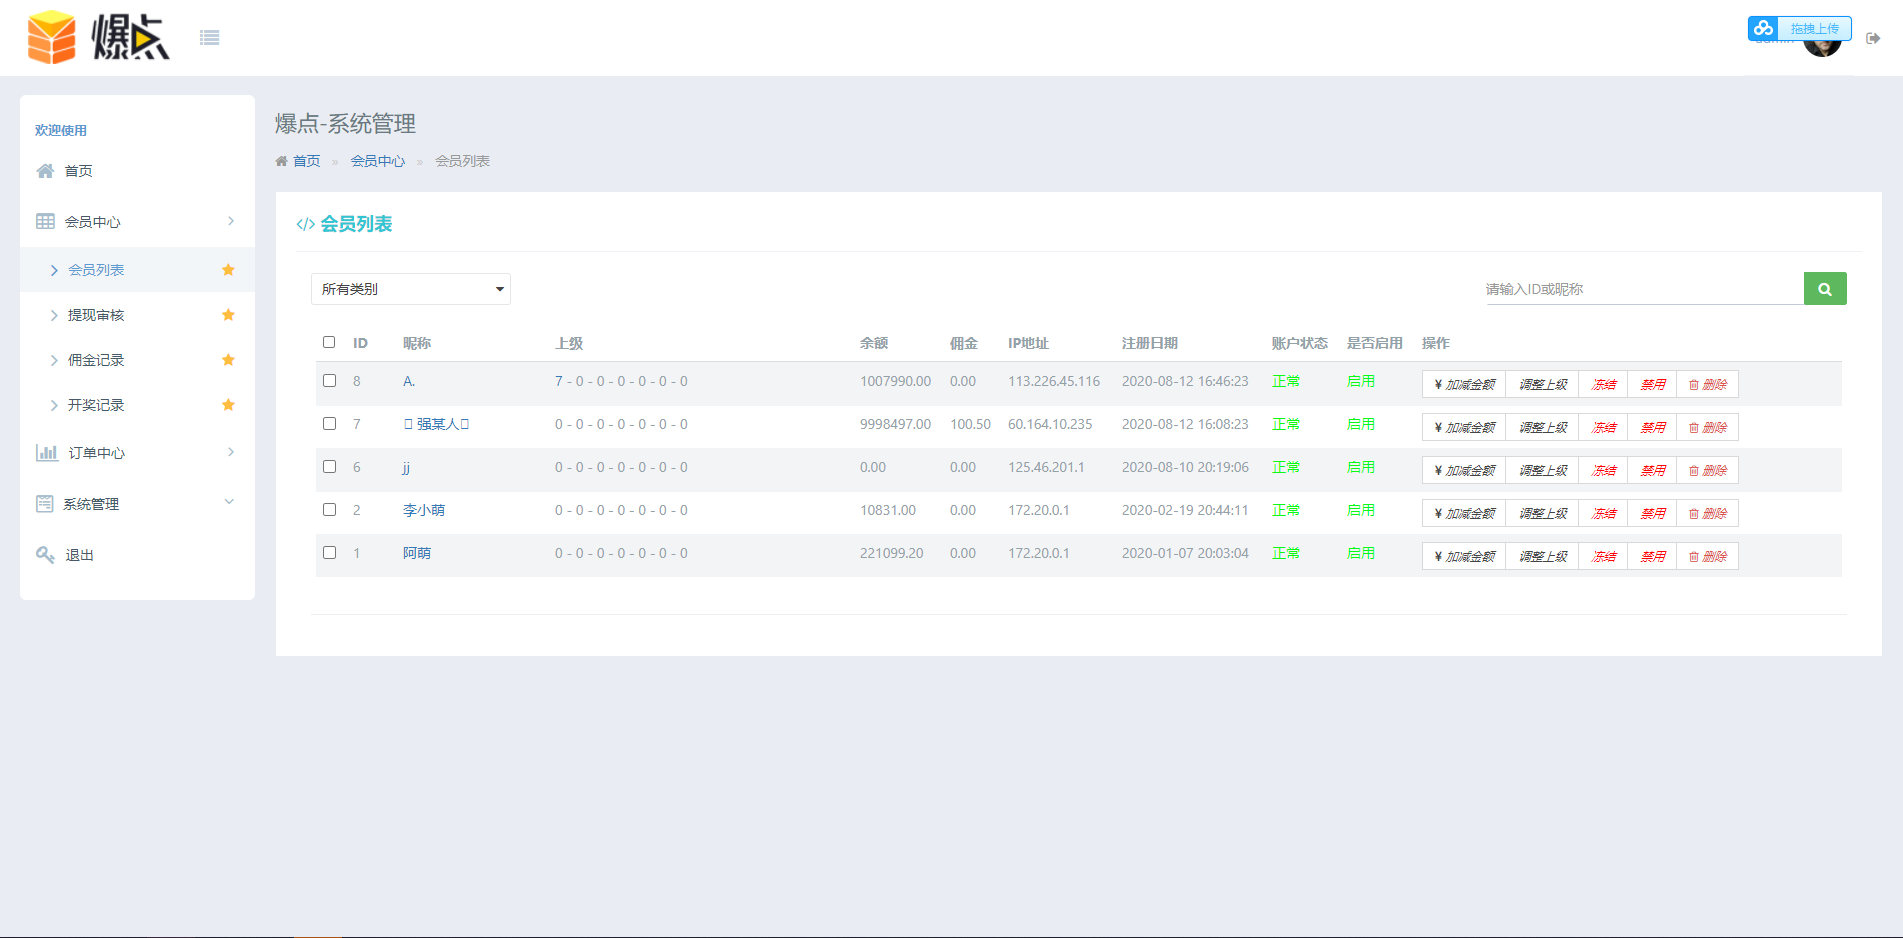 爆点
拖拽上传
欢迎使用
首页
会员中心
会员列表
提现审核
佣金记录
开奖记录
订单中心
系统管理
退出
爆点-系统管理
首页 » 会员中心 » 会员列表
</> 会员列表
所有类别
请输入ID或昵称
ID 昵称 上级 余额 佣金 IP地址 注册日期 账户状态 是否启用 操作
8 A. 7 - 0 - 0 - 0 - 0 - 0 - 0 1007990.00 0.00 113.226.45.116 2020-08-12 16:46:23 正常 启用 ¥ 加减金额 调整上级 冻结 禁用 删除
7 强某人 0 - 0 - 0 - 0 - 0 - 0 - 0 9998497.00 100.50 60.164.10.235 2020-08-12 16:08:23 正常 启用 ¥ 加减金额 调整上级 冻结 禁用 删除
6 jj 0 - 0 - 0 - 0 - 0 - 0 - 0 0.00 0.00 125.46.201.1 2020-08-10 20:19:06 正常 启用 ¥ 加减金额 调整上级 冻结 禁用 删除
2 李小萌 0 - 0 - 0 - 0 - 0 - 0 - 0 10831.00 0.00 172.20.0.1 2020-02-19 20:44:11 正常 启用 ¥ 加减金额 调整上级 冻结 禁用 删除
1 阿萌 0 - 0 - 0 - 0 - 0 - 0 - 0 221099.20 0.00 172.20.0.1 2020-01-07 20:03:04 正常 启用 ¥ 加减金额 调整上级 冻结 禁用 删除